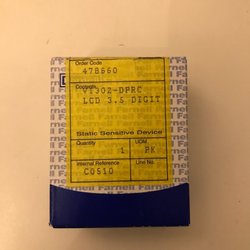 Order Code
478660
Contents
VI302-DPRC
LCD 3.5 DIGIT
Static Sensitive Device
Quantity
UOM
1
PK
Internal Reference
Line No.
C0510
Farnell